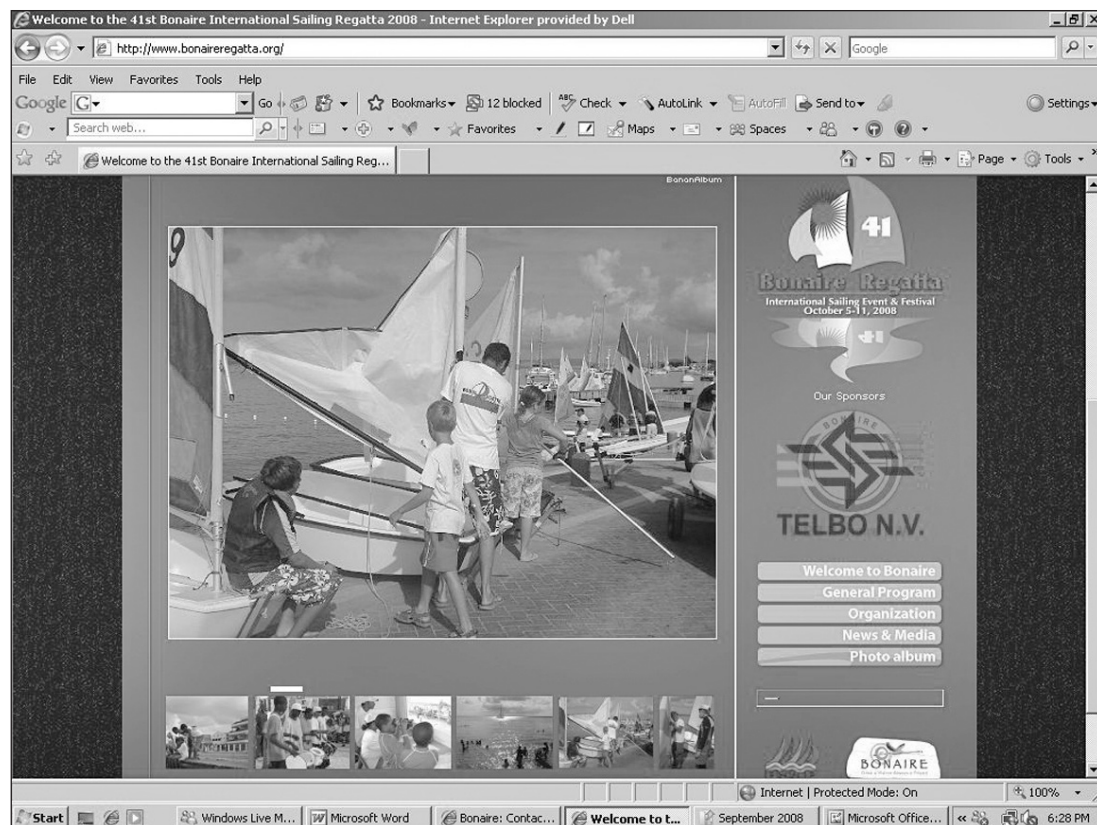 Welcome to the 41st Bonaire International Sailing Regatta 2008 - Internet Explorer provided by Dell
http://www.bonaireregatta.org/
Google
File Edit View Favorites Tools Help
Google G Go Bookmarks 12 blocked ABC Check AutoLink AutoFill Send to Settings
Search web... Favorites Maps Spaces
Welcome to the 41st Bonaire International Sailing Reg... Page Tools
BananAlbum
9
41
Bonaire Regatta
International Sailing Event & Festival
October 5-11, 2008
41
Our Sponsors
BONAIRE
TELBO N.V.
Welcome to Bonaire
General Program
Organization
News & Media
Photo album
BONAIRE
Internet | Protected Mode: On 100%
Start Windows Live M... Microsoft Word Bonaire: Contac... Welcome to t... September 2008 Microsoft Office... 6:28 PM